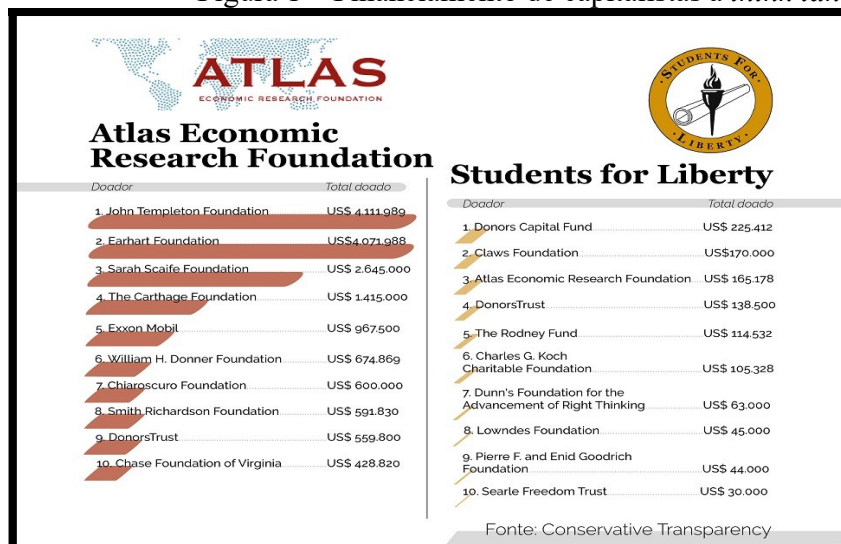 ATLAS
ECONOMIC RESEARCH FOUNDATION
Atlas Economic
Research Foundation
Doador Total doado
1. John Templeton Foundation US$ 4.111.989
2. Earhart Foundation US$4.071.988
3. Sarah Scaife Foundation US$ 2.645.000
4. The Carthage Foundation US$ 1.415.000
5. Exxon Mobil US$ 967.500
6. William H. Donner Foundation US$ 674.869
7. Chiaroscuro Foundation US$ 600.000
8. Smith Richardson Foundation US$ 591.830
9. DonorsTrust US$ 559.800
10. Chase Foundation of Virginia US$ 428.820
STUDENTS FOR
LIBERTY
Students for Liberty
Doador Total doado
1. Donors Capital Fund US$ 225.412
2. Claws Foundation US$170.000
3. Atlas Economic Research Foundation US$ 165.178
4. DonorsTrust US$ 138.500
5. The Rodney Fund US$ 114.532
6. Charles G. Koch
Charitable Foundation US$ 105.328
7. Dunn's Foundation for the
Advancement of Right Thinking US$ 63.000
8. Lowndes Foundation US$ 45.000
9. Pierre F. and Enid Goodrich
Foundation US$ 44.000
10. Searle Freedom Trust US$ 30.000
Fonte: Conservative Transparency